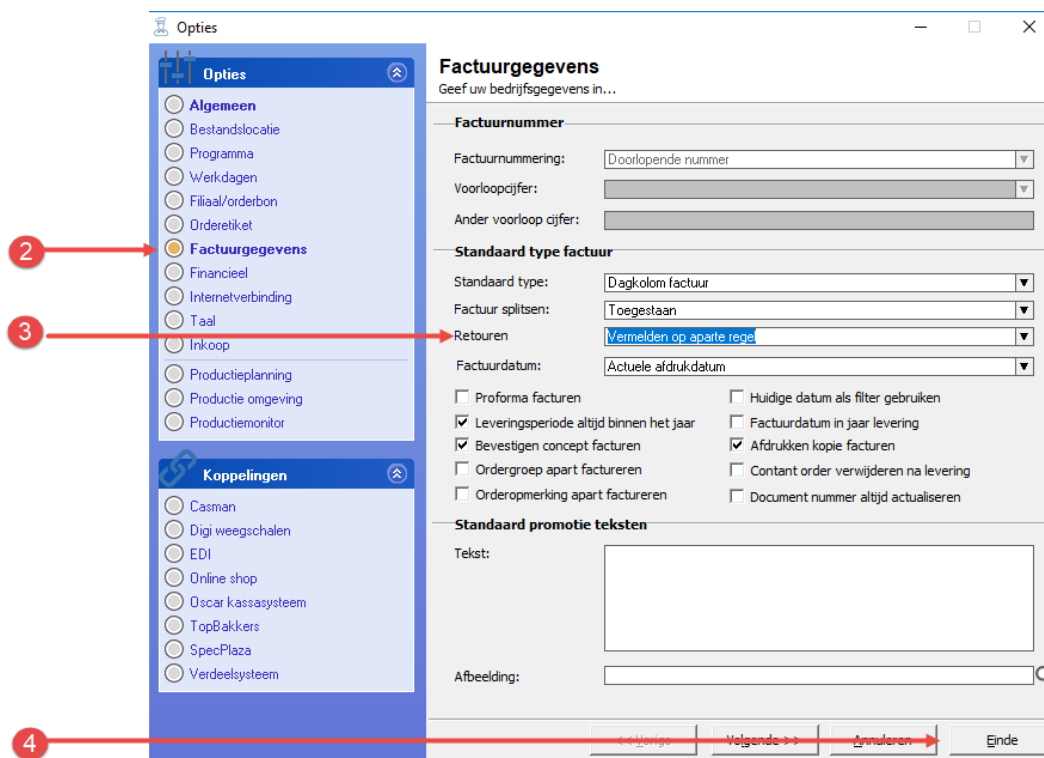 Opties
Opties
Algemeen
Bestandslocatie
Programma
Werkdagen
Filiaal/orderbon
Orderetiket
2
Factuurgegevens
Financieel
Internetverbinding
Taal
3
Inkoop
Productieplanning
Productie omgeving
Productiemonitor
Koppelingen
Casman
Digi weegschalen
EDI
Online shop
Oscar kassasysteem
TopBakkers
SpecPlaza
Verdeelsysteem
Factuurgegevens
Geef uw bedrijfsgegevens in...
Factuurnummer
Factuurnummering: Doorlopende nummer
Voorloopcijfer:
Ander voorloop cijfer:
Standaard type factuur
Standaard type: Dagkolom factuur
Factuur splitsen: Toegestaan
Retouren Vermelden op aparte regel
Factuurdatum: Actuele afdrukdatum
Proforma facturen Huidige datum als filter gebruiken
Leveringsperiode altijd binnen het jaar Factuurdatum in jaar levering
Bevestigen concept facturen Afdrukken kopie facturen
Ordergroep apart factureren Contant order verwijderen na levering
Orderopmerking apart factureren Document nummer altijd actualiseren
Standaard promotie teksten
Tekst:
Afbeelding:
4
<< Vorige Volgende >> Annuleren Einde